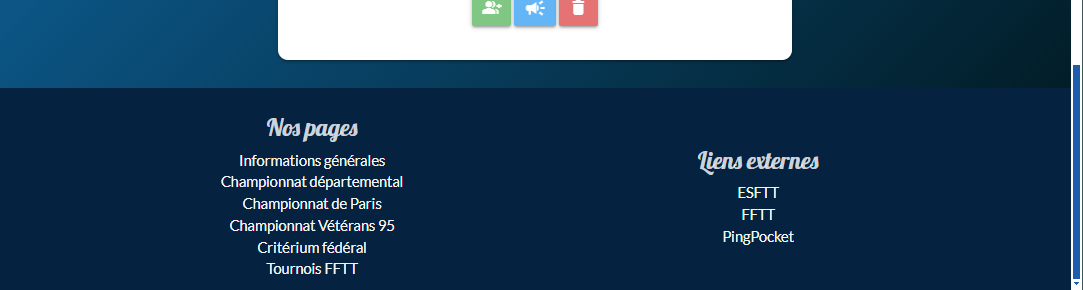 Nos pages
Informations générales
Championnat départemental
Championnat de Paris
Championnat Vétérans 95
Critérium fédéral
Tournois FFTT
Liens externes
ESFTT
FFTT
PingPocket